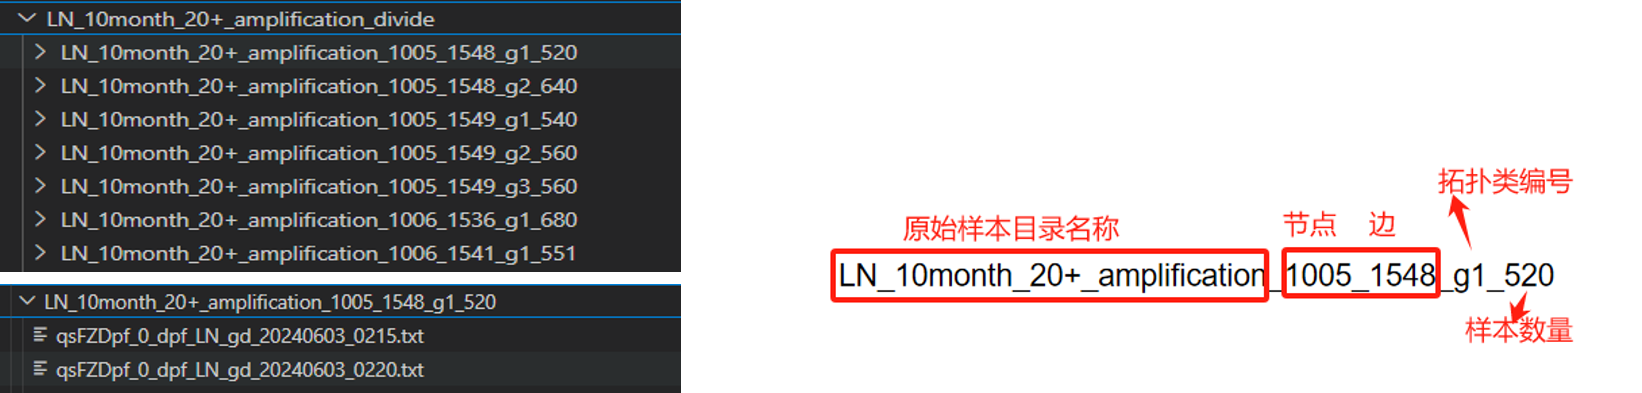 LN_10month_20+_amplification_divide
LN_10month_20+_amplification_1005_1548_g1_520
LN_10month_20+_amplification_1005_1548_g2_640
LN_10month_20+_amplification_1005_1549_g1_540
LN_10month_20+_amplification_1005_1549_g2_560
LN_10month_20+_amplification_1005_1549_g3_560
LN_10month_20+_amplification_1006_1536_g1_680
LN_10month_20+_amplification_1006_1541_g1_551
LN_10month_20+_amplification_1005_1548_g1_520
qsFZDpf_0_dpf_LN_gd_20240603_0215.txt
qsFZDpf_0_dpf_LN_gd_20240603_0220.txt
拓扑类编号
原始样本目录名称 节点 边
LN_10month_20+_amplification_1005_1548_g1_520
样本数量